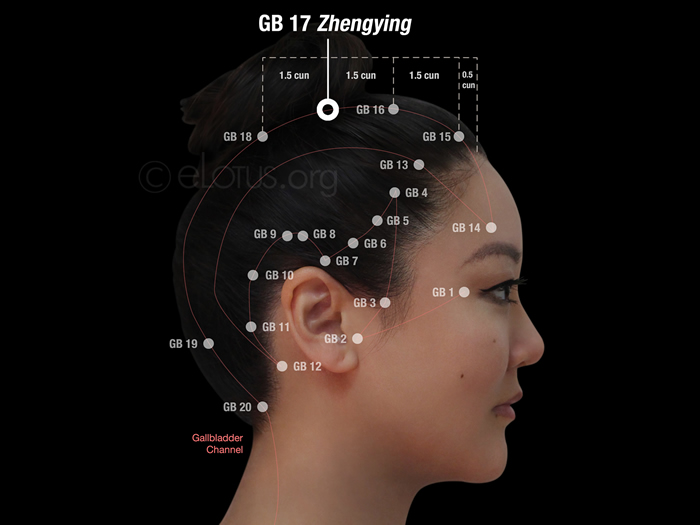 GB 17 Zhengying
1.5 cun
1.5 cun
1.5 cun
0.5
cun
GB 16
GB 18
GB 15
© eLotus.org
GB 13
GB 4
GB 5
GB 14
GB 9
GB 8
GB 6
GB 7
GB 10
GB 1
GB 3
GB 11
GB 2
GB 19
GB 12
GB 20
Gallbladder
Channel